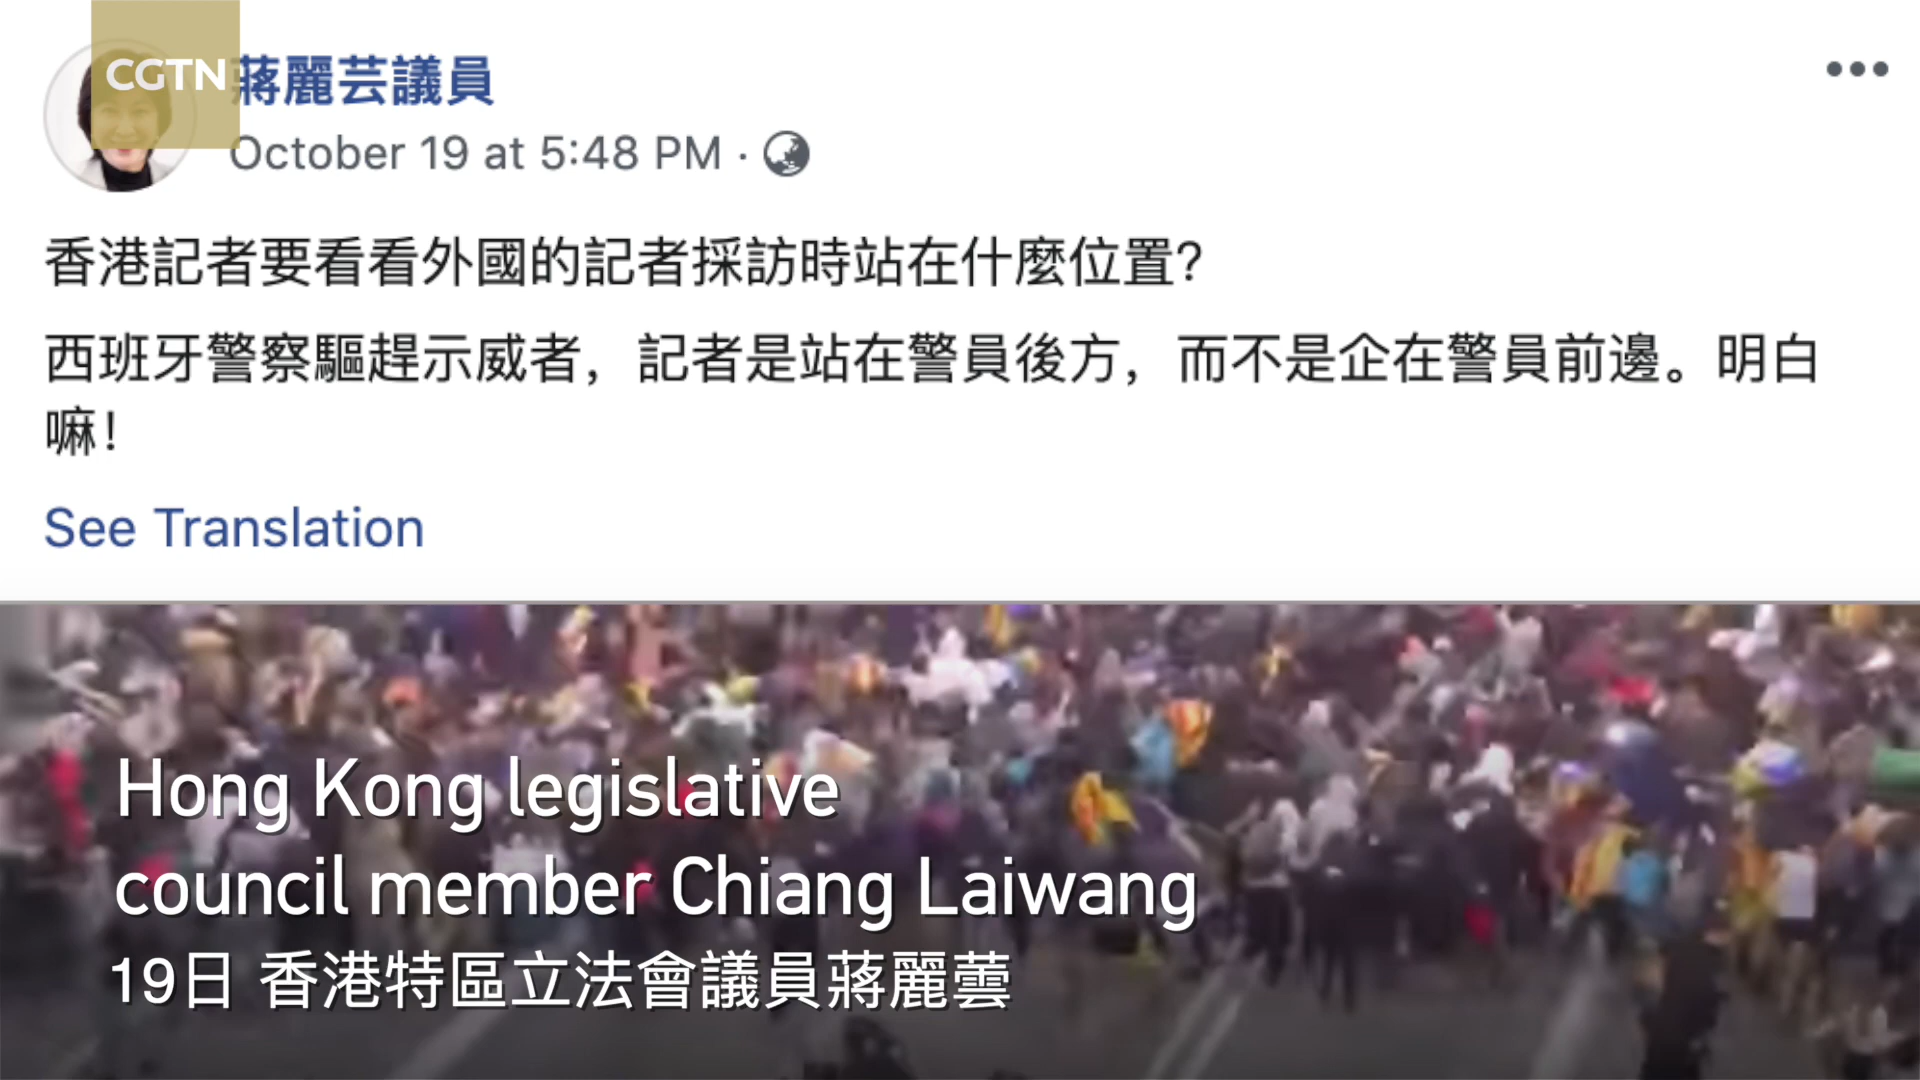 CGTN
蔣麗芸議員
October 19 at 5:48 PM ·
香港記者要看看外國的記者採訪時站在什麼位置?
西班牙警察驅趕示威者，記者是站在警員後方，而不是企在警員前邊。明白
嘛！
See Translation
Hong Kong legislative
council member Chiang Laiwang
19日 香港特區立法會議員蔣麗蕓